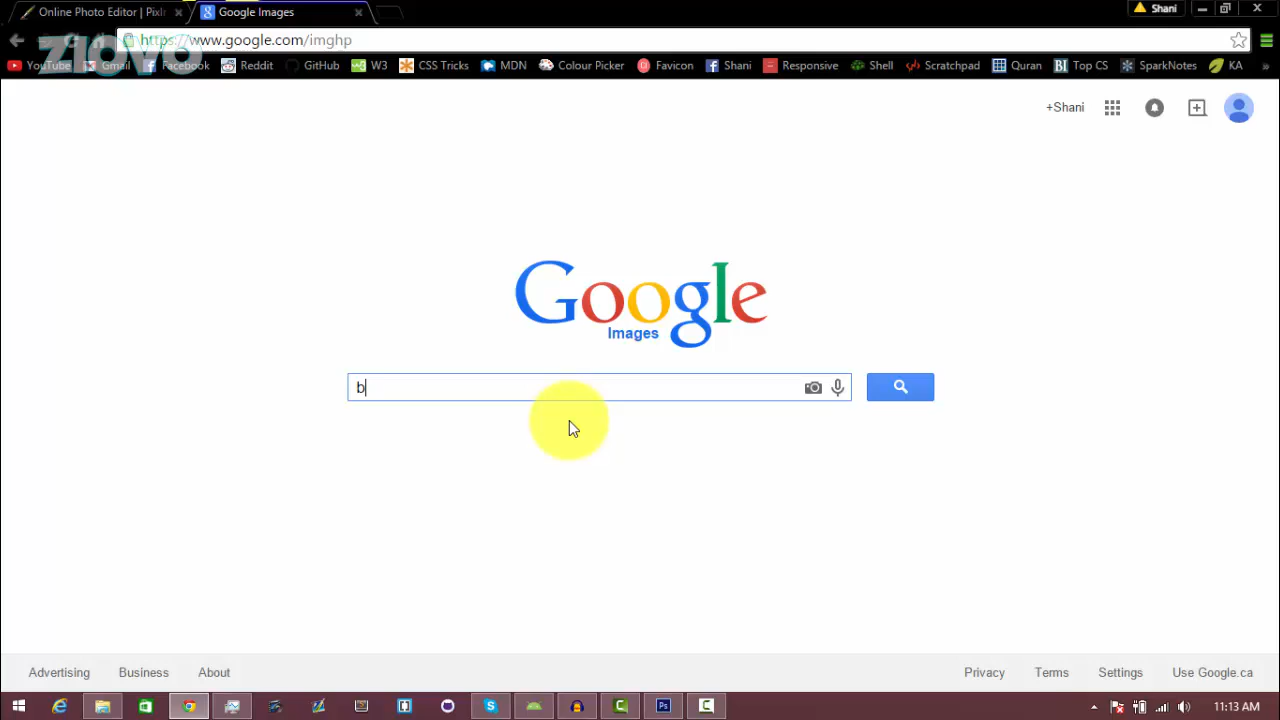 Online Photo Editor | Pixlr
Google Images
Shani
https://www.google.com/imghp
ziovo
YouTube Gmail Facebook Reddit GitHub W3 CSS Tricks MDN Colour Picker Favicon Shani Responsive Shell Scratchpad Quran Top CS SparkNotes KA »
+Shani
Google
Images
b
Advertising Business About Privacy Terms Settings Use Google.ca
11:13 AM